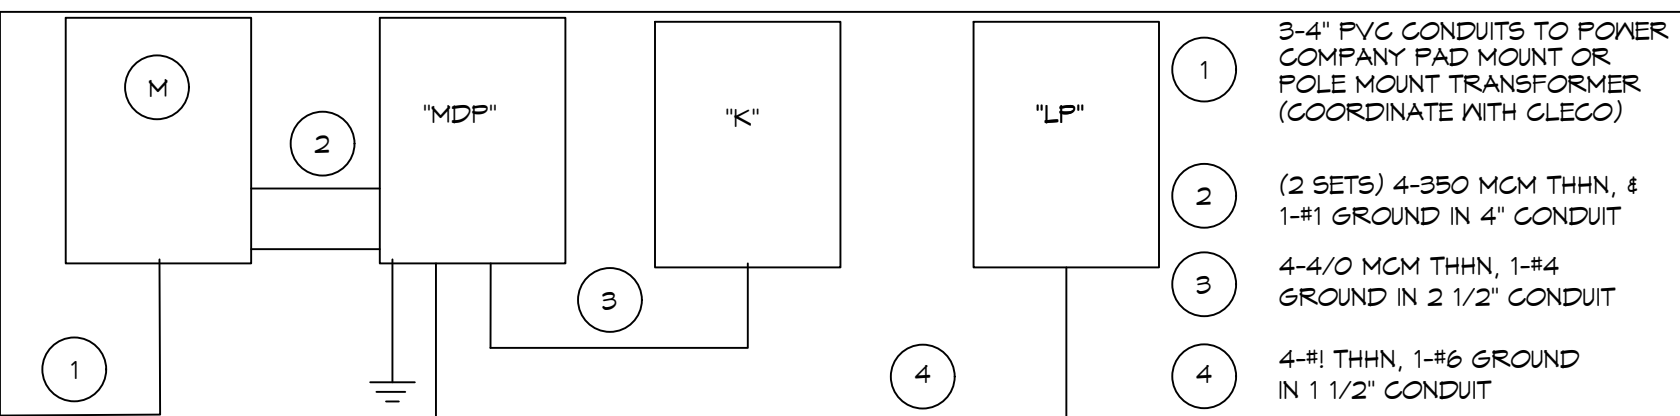 M
2
"MDP"
"K"
"LP"
3
1
4
1
3-4" PVC CONDUITS TO POWER
COMPANY PAD MOUNT OR
POLE MOUNT TRANSFORMER
(COORDINATE WITH CLECO)
2
(2 SETS) 4-350 MCM THHN, &
1-#1 GROUND IN 4" CONDUIT
3
4-4/0 MCM THHN, 1-#4
GROUND IN 2 1/2" CONDUIT
4
4-#! THHN, 1-#6 GROUND
IN 1 1/2" CONDUIT